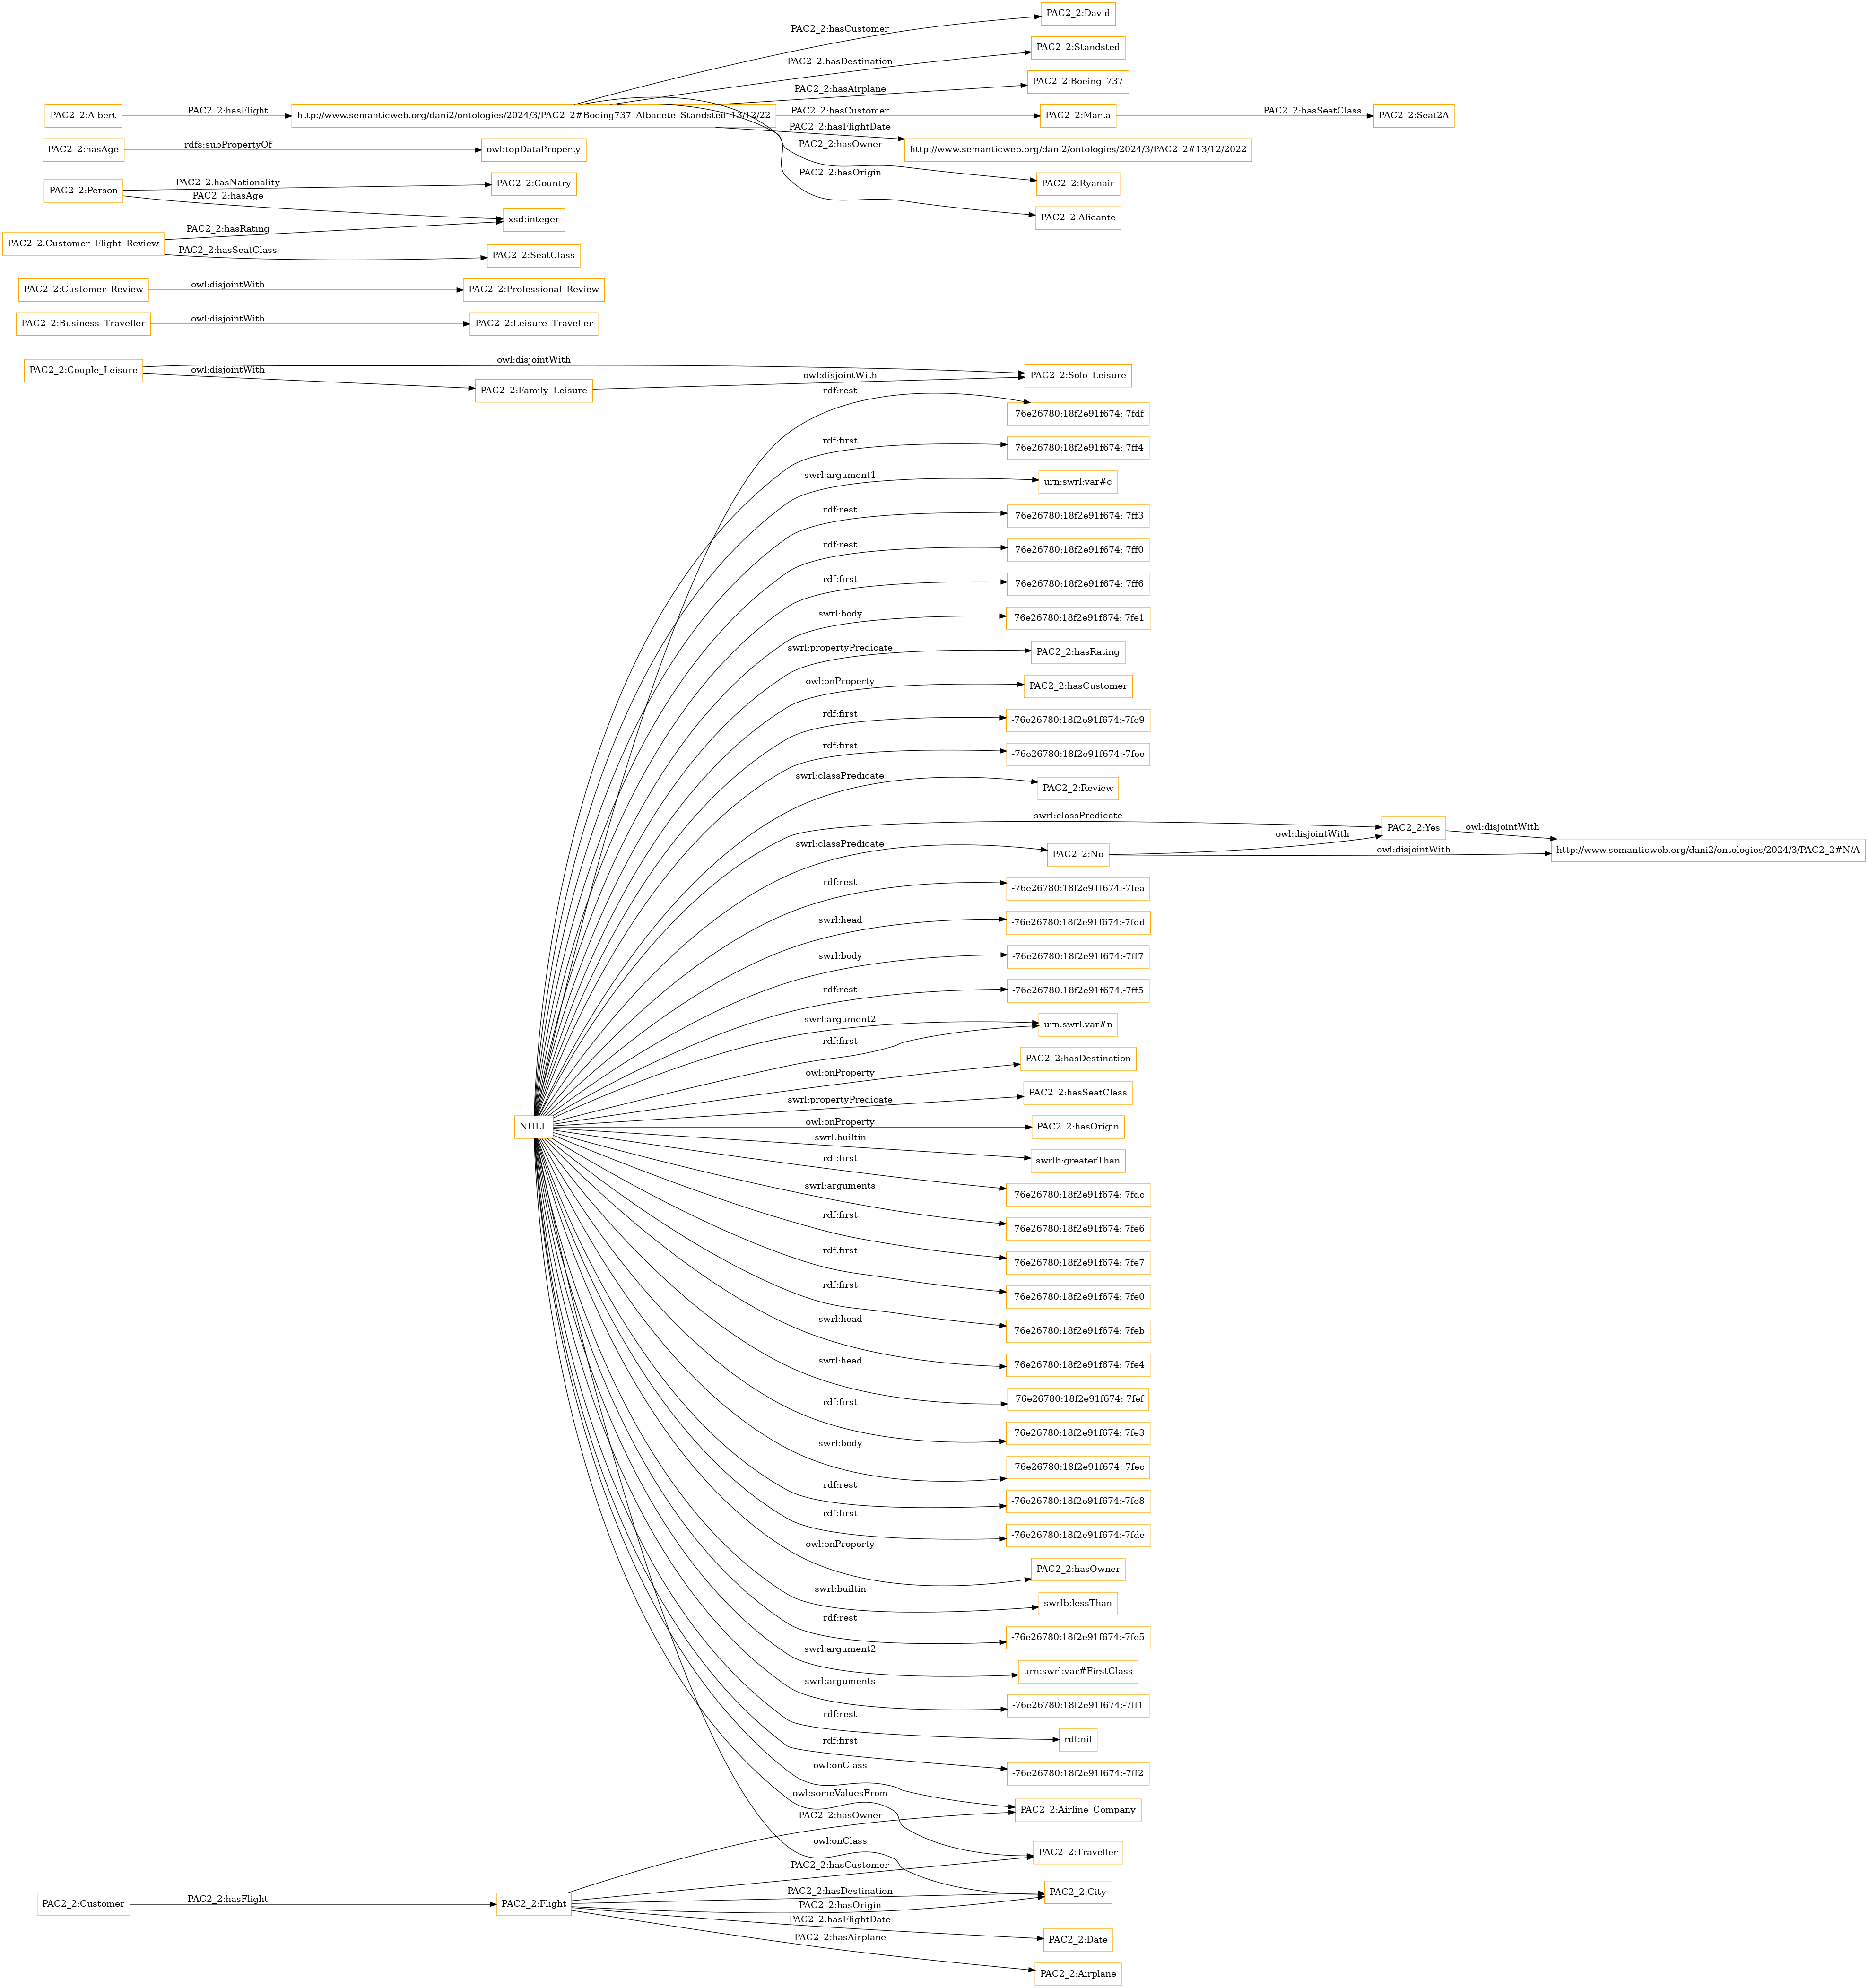 PAC2_2:David
PAC2_2:hasCustomer
PAC2_2:Standsted
PAC2_2:hasDestination
PAC2_2:Boeing_737
PAC2_2:hasAirplane
PAC2_2:Albert
PAC2_2:hasFlight
http://www.semanticweb.org/dani2/ontologies/2024/3/PAC2_2#Boeing737_Albacete_Standsted_13/12/22
PAC2_2:hasCustomer
PAC2_2:Marta
PAC2_2:hasSeatClass
PAC2_2:Seat2A
PAC2_2:hasFlightDate
http://www.semanticweb.org/dani2/ontologies/2024/3/PAC2_2#13/12/2022
PAC2_2:hasAge
rdfs:subPropertyOf
owl:topDataProperty
PAC2_2:hasOwner
PAC2_2:Ryanair
PAC2_2:hasOrigin
PAC2_2:Alicante
PAC2_2:Person
PAC2_2:hasNationality
PAC2_2:Country
PAC2_2:hasAge
xsd:integer
PAC2_2:Customer_Flight_Review
PAC2_2:hasRating
PAC2_2:hasSeatClass
PAC2_2:SeatClass
PAC2_2:Customer_Review
owl:disjointWith
PAC2_2:Professional_Review
PAC2_2:Business_Traveller
owl:disjointWith
PAC2_2:Leisure_Traveller
PAC2_2:Couple_Leisure
owl:disjointWith
owl:disjointWith
PAC2_2:Family_Leisure
owl:disjointWith
PAC2_2:Solo_Leisure
rdf:rest
-76e26780:18f2e91f674:-7fdf
rdf:first
-76e26780:18f2e91f674:-7ff4
swrl:argument1
urn:swrl:var#c
rdf:rest
-76e26780:18f2e91f674:-7ff3
rdf:rest
-76e26780:18f2e91f674:-7ff0
rdf:first
-76e26780:18f2e91f674:-7ff6
swrl:body
-76e26780:18f2e91f674:-7fe1
swrl:propertyPredicate
PAC2_2:hasRating
owl:onProperty
PAC2_2:hasCustomer
rdf:first
-76e26780:18f2e91f674:-7fe9
rdf:first
-76e26780:18f2e91f674:-7fee
swrl:classPredicate
PAC2_2:Review
swrl:classPredicate
PAC2_2:Yes
owl:disjointWith
http://www.semanticweb.org/dani2/ontologies/2024/3/PAC2_2#N/A
swrl:classPredicate
PAC2_2:No
owl:disjointWith
owl:disjointWith
rdf:rest
-76e26780:18f2e91f674:-7fea
swrl:head
-76e26780:18f2e91f674:-7fdd
swrl:body
-76e26780:18f2e91f674:-7ff7
rdf:rest
-76e26780:18f2e91f674:-7ff5
swrl:argument2
urn:swrl:var#n
rdf:first
owl:onProperty
PAC2_2:hasDestination
swrl:propertyPredicate
PAC2_2:hasSeatClass
NULL
owl:onProperty
PAC2_2:hasOrigin
swrl:builtin
swrlb:greaterThan
rdf:first
-76e26780:18f2e91f674:-7fdc
swrl:arguments
-76e26780:18f2e91f674:-7fe6
rdf:first
-76e26780:18f2e91f674:-7fe7
rdf:first
-76e26780:18f2e91f674:-7fe0
rdf:first
-76e26780:18f2e91f674:-7feb
swrl:head
-76e26780:18f2e91f674:-7fe4
swrl:head
-76e26780:18f2e91f674:-7fef
rdf:first
-76e26780:18f2e91f674:-7fe3
swrl:body
-76e26780:18f2e91f674:-7fec
rdf:rest
-76e26780:18f2e91f674:-7fe8
rdf:first
-76e26780:18f2e91f674:-7fde
owl:onProperty
PAC2_2:hasOwner
swrl:builtin
swrlb:lessThan
rdf:rest
-76e26780:18f2e91f674:-7fe5
swrl:argument2
urn:swrl:var#FirstClass
swrl:arguments
-76e26780:18f2e91f674:-7ff1
rdf:rest
rdf:nil
rdf:first
-76e26780:18f2e91f674:-7ff2
owl:onClass
PAC2_2:Airline_Company
owl:someValuesFrom
PAC2_2:hasOwner
PAC2_2:Traveller
owl:onClass
PAC2_2:hasCustomer
PAC2_2:City
PAC2_2:Customer
PAC2_2:hasFlight
PAC2_2:Flight
PAC2_2:hasDestination
PAC2_2:hasOrigin
PAC2_2:hasFlightDate
PAC2_2:Date
PAC2_2:hasAirplane
PAC2_2:Airplane